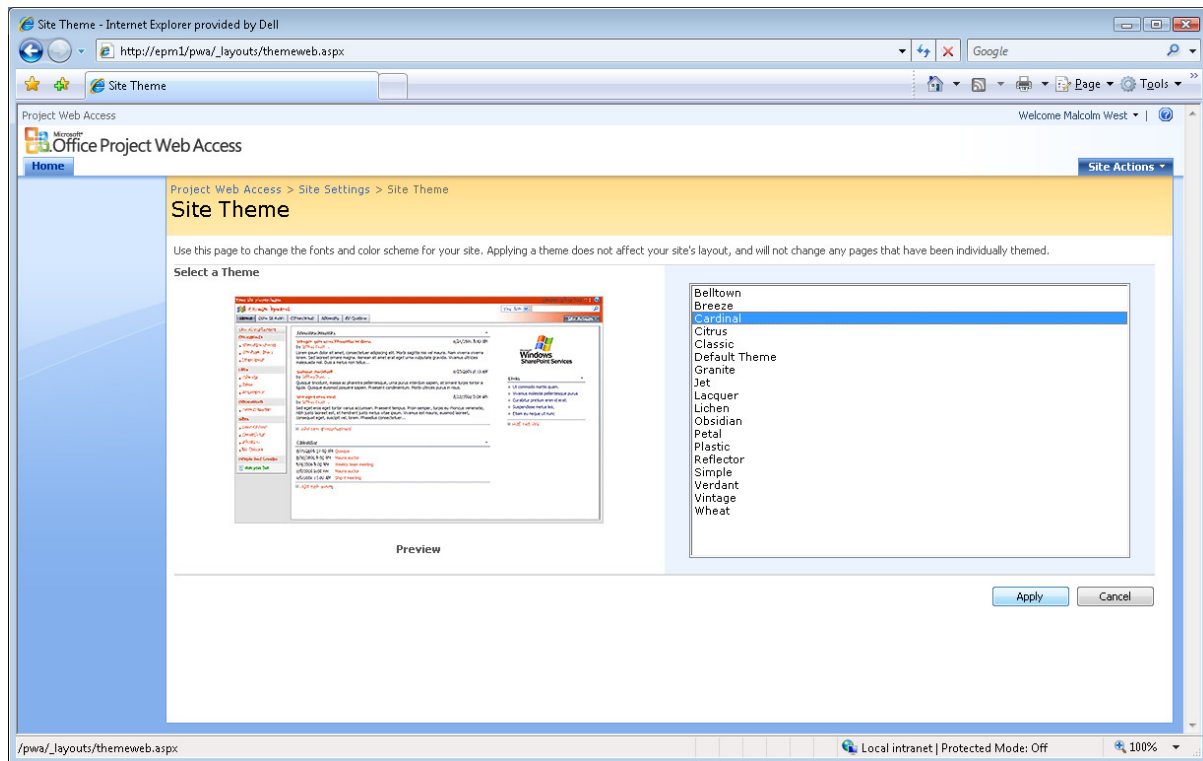 Site Theme - Internet Explorer provided by Dell
http://epm1/pwa/_layouts/themeweb.aspx
Google
Site Theme
Page
Tools
Project Web Access
Welcome Malcolm West
Microsoft
Office Project Web Access
Home
Site Actions
Project Web Access > Site Settings > Site Theme
Site Theme
Use this page to change the fonts and color scheme for your site. Applying a theme does not affect your site's layout, and will not change any pages that have been individually themed.
Select a Theme
Windows
SharePoint Services
Preview
Belltown
Breeze
Cardinal
Citrus
Classic
Default Theme
Granite
Jet
Lacquer
Lichen
Obsidian
Petal
Plastic
Reflector
Simple
Verdant
Vintage
Wheat
Apply
Cancel
/pwa/_layouts/themeweb.aspx
Local intranet | Protected Mode: Off
100%